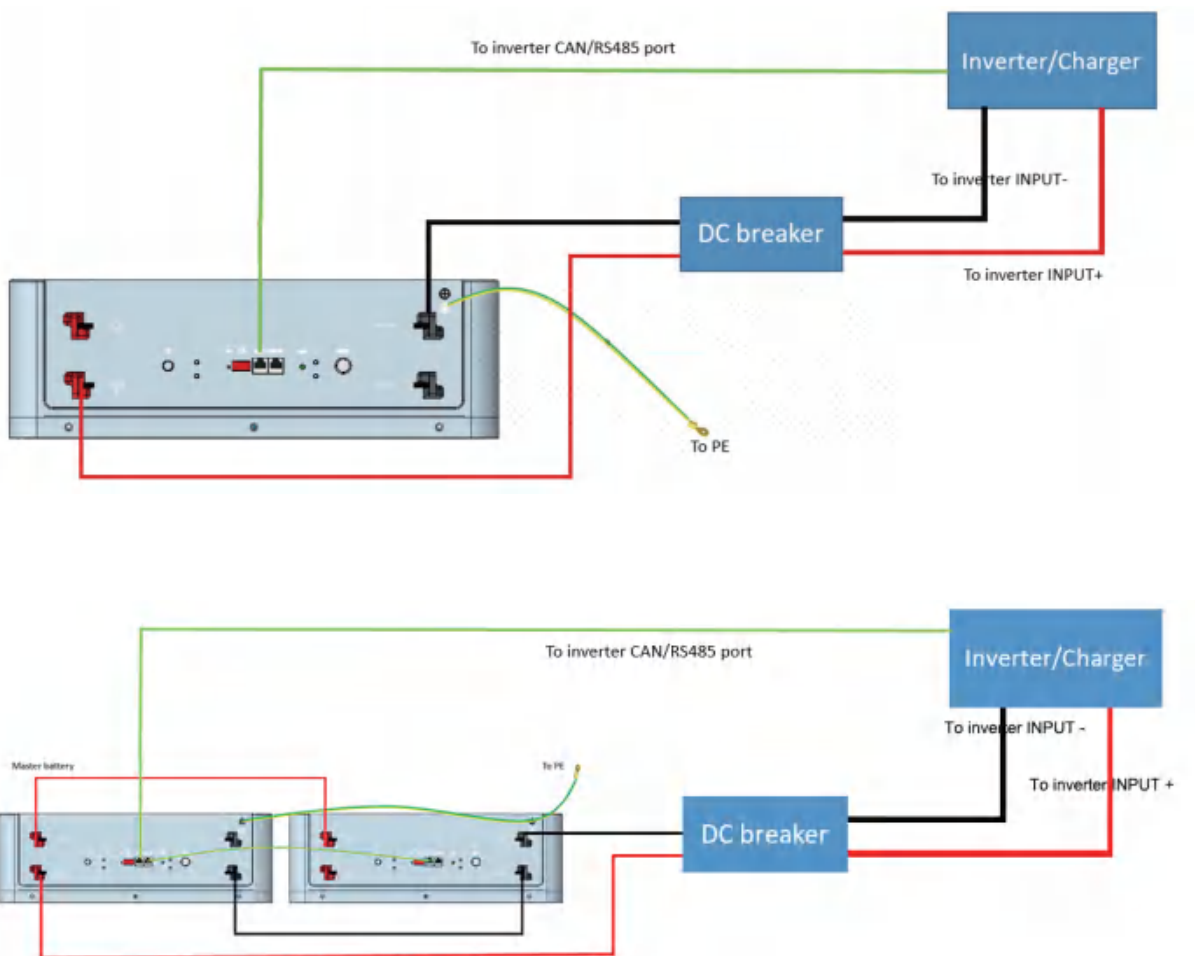 To inverter CAN/RS485 port
Inverter/Charger
To inverter INPUT-
DC breaker
To inverter INPUT+
To PE
To inverter CAN/RS485 port
Inverter/Charger
To inverter INPUT -
Master battery
To PE
To inverter INPUT +
DC breaker